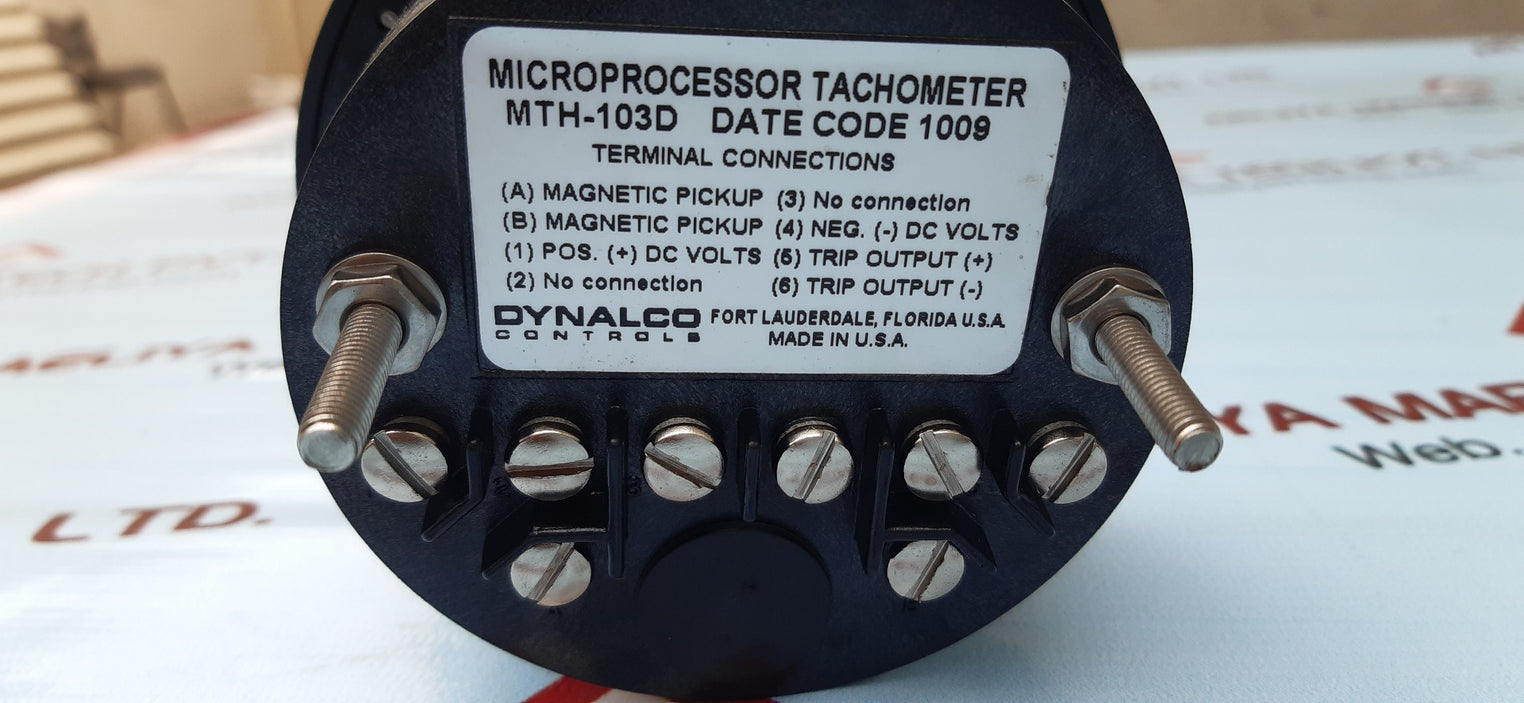 MICROPROCESSOR TACHOMETER
MTH-103D DATE CODE 1009
TERMINAL CONNECTIONS
(A) MAGNETIC PICKUP (3) No connection
(B) MAGNETIC PICKUP (4) NEG. (-) DC VOLTS
(1) POS. (+) DC VOLTS (5) TRIP OUTPUT (+)
(2) No connection (6) TRIP OUTPUT (-)
DYNALCO FORT LAUDERDALE, FLORIDA U.S.A.
CONTROLS MADE IN U.S.A.
LTD.
Web.